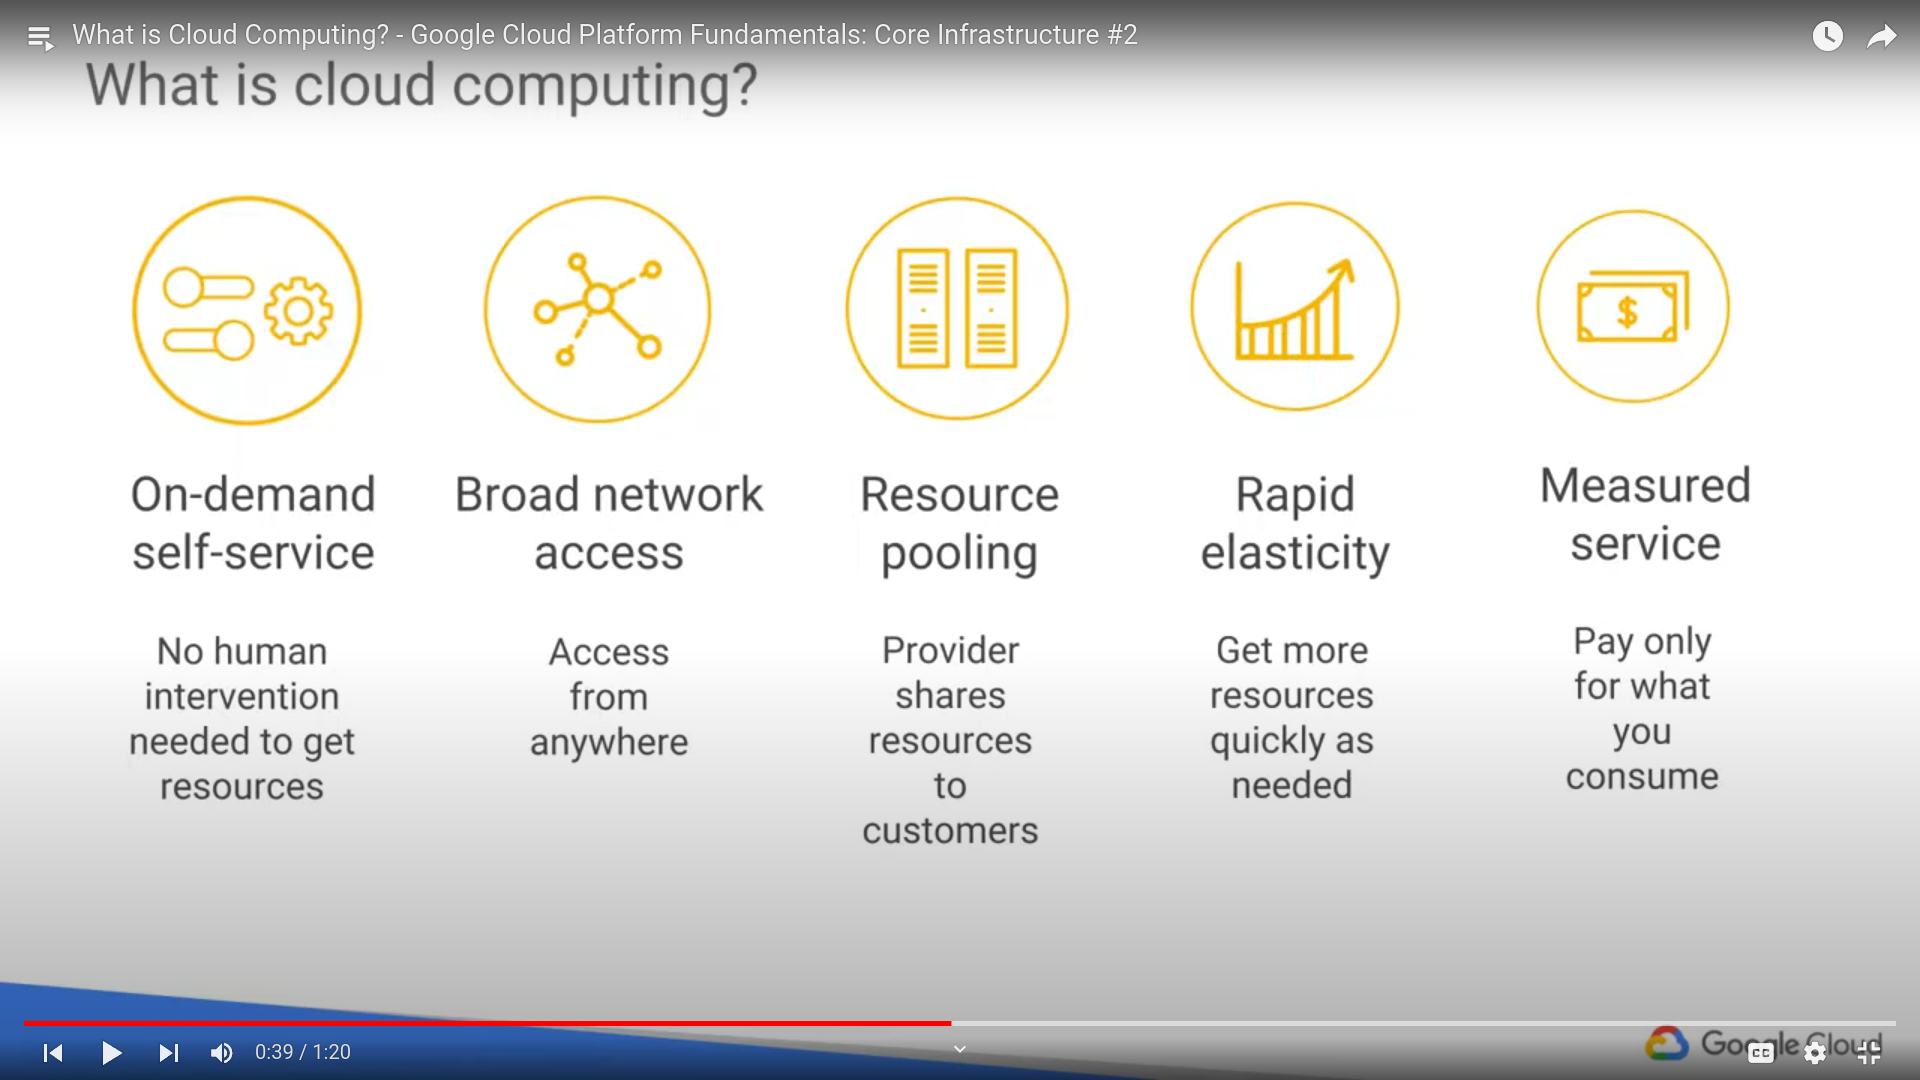 What is Cloud Computing? - Google Cloud Platform Fundamentals: Core Infrastructure #2
What is cloud computing?
$
On-demand
self-service
No human
intervention
needed to get
resources
Broad network
access
Access
from
anywhere
Resource
pooling
Provider
shares
resources
to
customers
Rapid
elasticity
Get more
resources
quickly as
needed
Measured
service
Pay only
for what
you
consume
0:39 / 1:20
Google Cloud
CC